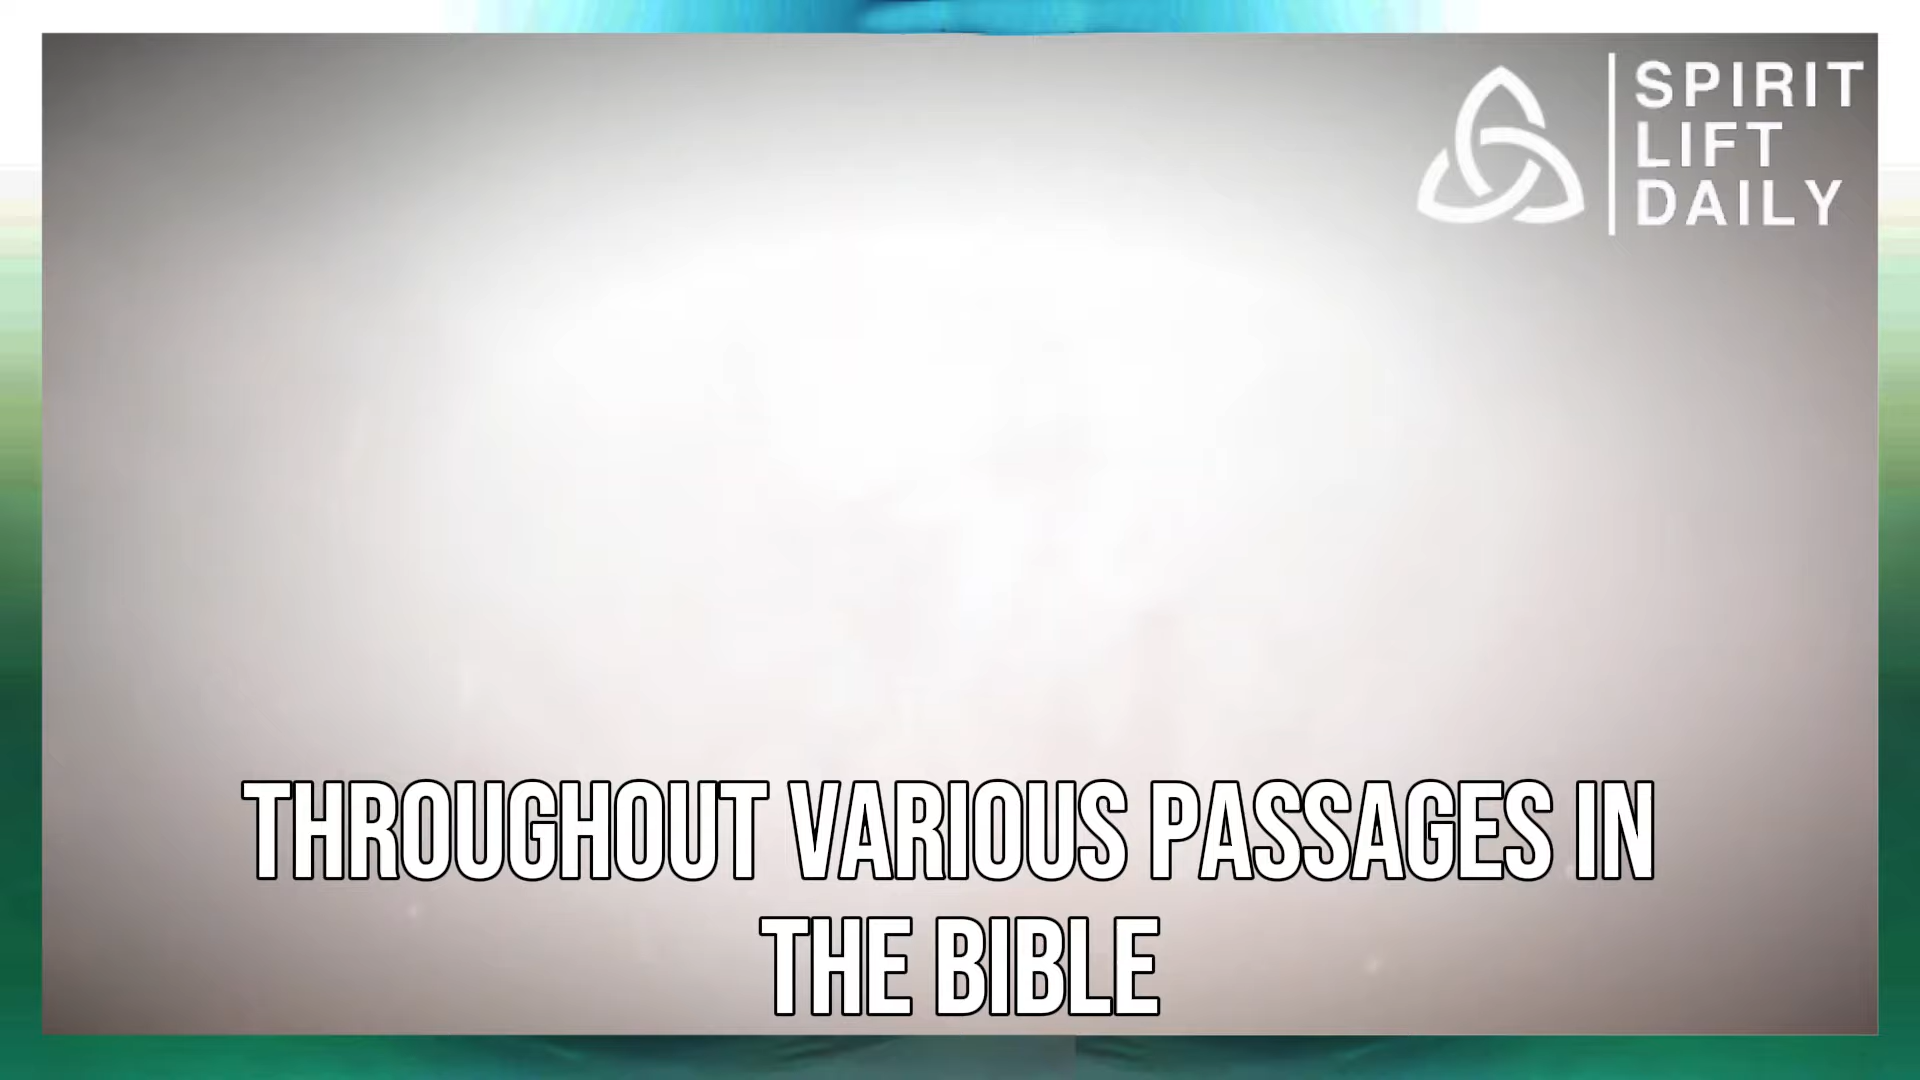 SPIRIT
LIFT
DAILY
THROUGHOUT VARIOUS PASSAGES IN
THE BIBLE